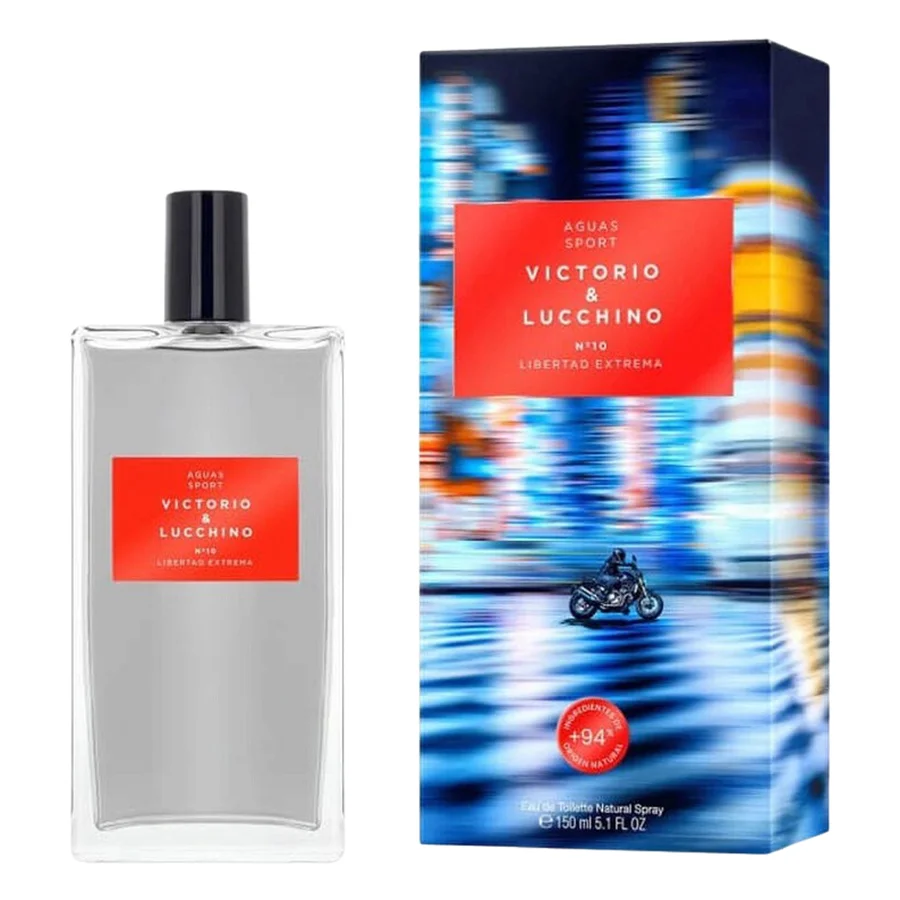 AGUAS
SPORT
VICTORIO
&
LUCCHINO
Nº10
LIBERTAD EXTREMA
AGUAS
SPORT
VICTORIO
&
LUCCHINO
Nº10
LIBERTAD EXTREMA
INGREDIENTES DE
+94%
ORIGEN NATURAL
Eau de Toilette Natural Spray
℮150 ml 5.1 FL OZ